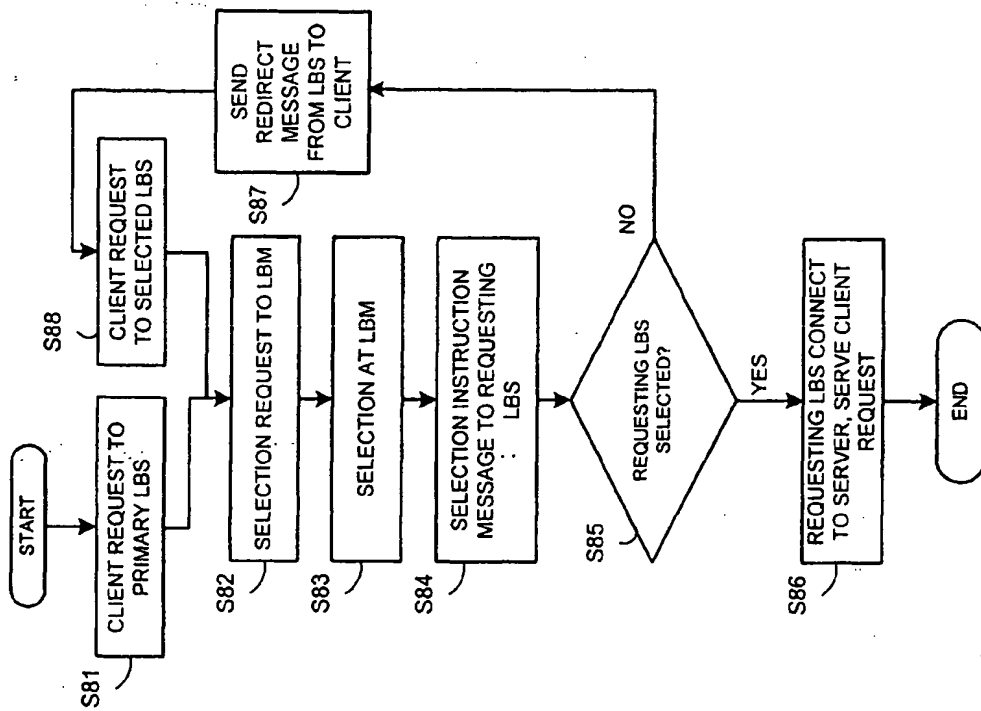 START
CLIENT REQUEST TO
PRIMARY LBS
S81
CLIENT REQUEST
TO SELECTED LBS
S88
SEND
REDIRECT
MESSAGE
FROM LBS TO
CLIENT
S87
SELECTION REQUEST TO LBM
S82
SELECTION AT LBM
S83
SELECTION INSTRUCTION
MESSAGE TO REQUESTING
LBS
S84
REQUESTING LBS
SELECTED?
S85
NO
YES
REQUESTING LBS CONNECT
TO SERVER, SERVE CLIENT
REQUEST
S86
END